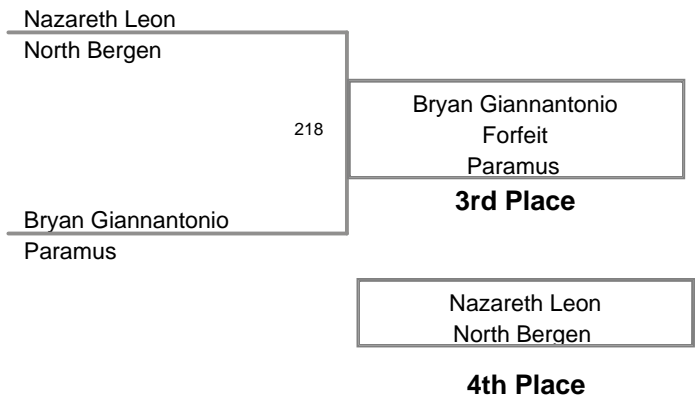 Nazareth Leon
North Bergen
218
Bryan Giannantonio
Forfeit
Paramus
3rd Place
Bryan Giannantonio
Paramus
Nazareth Leon
North Bergen
4th Place